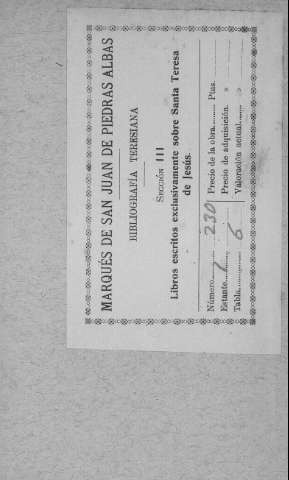 MARQUÉS DE SAN JUAN DE PIEDRAS ALBAS
BIBLIOGRAFÍA TERESIANA
SECCIÓN III
Libros escritos exclusivamente sobre Santa Teresa
de Jesús.
Número........ 230
Estante........ 1
Tabla........ 6
Precio de la obra........ Ptas.
Precio de adquisición. »
Valoración actual........ »